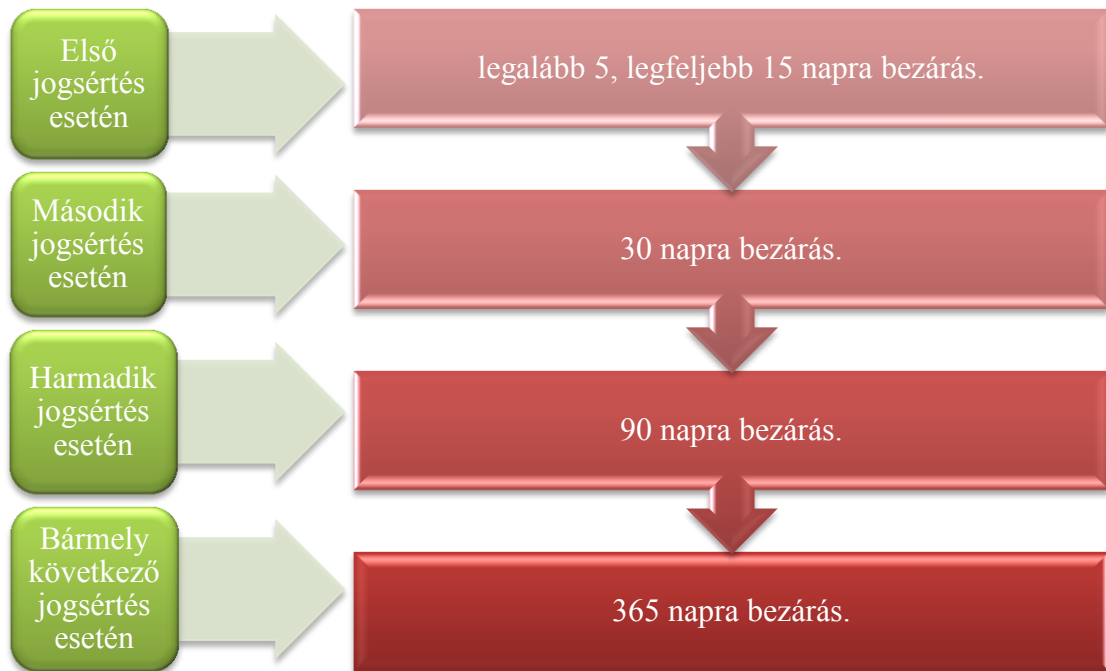 Első
jogsértés
esetén
legalább 5, legfeljebb 15 napra bezárás.
Második
jogsértés
esetén
30 napra bezárás.
Harmadik
jogsértés
esetén
90 napra bezárás.
Bármely
következő
jogsértés
esetén
365 napra bezárás.